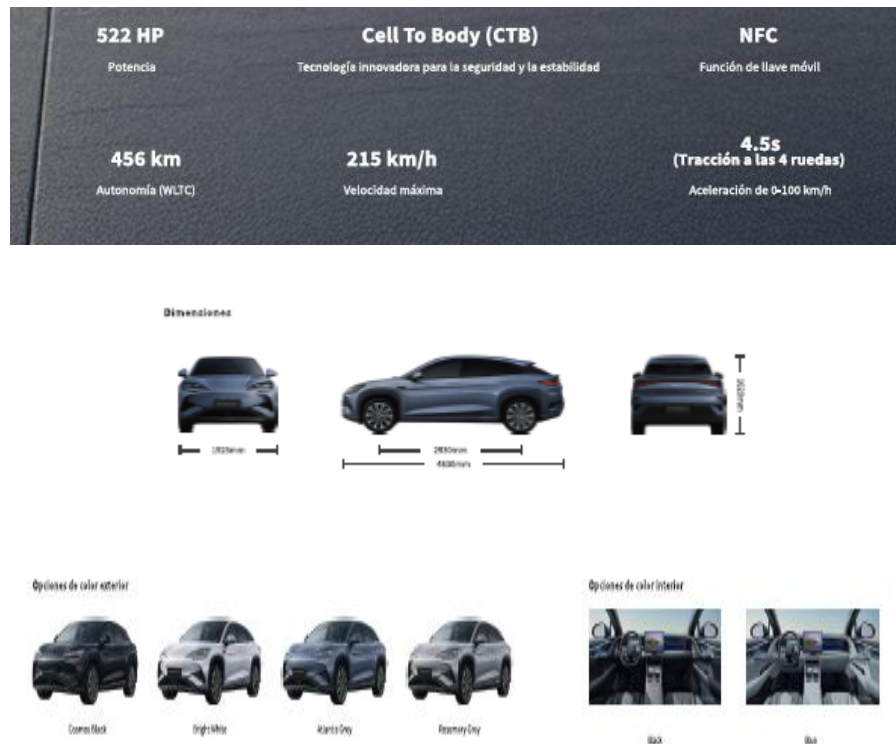 522 HP
Potencia
Cell To Body (CTB)
Tecnología innovadora para la seguridad y la estabilidad
NFC
Función de llave móvil
456 km
Autonomía (WLTC)
215 km/h
Velocidad máxima
4.5s
(Tracción a las 4 ruedas)
Aceleración de 0-100 km/h
Dimensiones
1925mm
2930mm
4830mm
Opciones de color exterior
Opciones de color interior
Cosmos Black
Bright White
Atlantis Grey
Rosemary Grey
Black
Blue